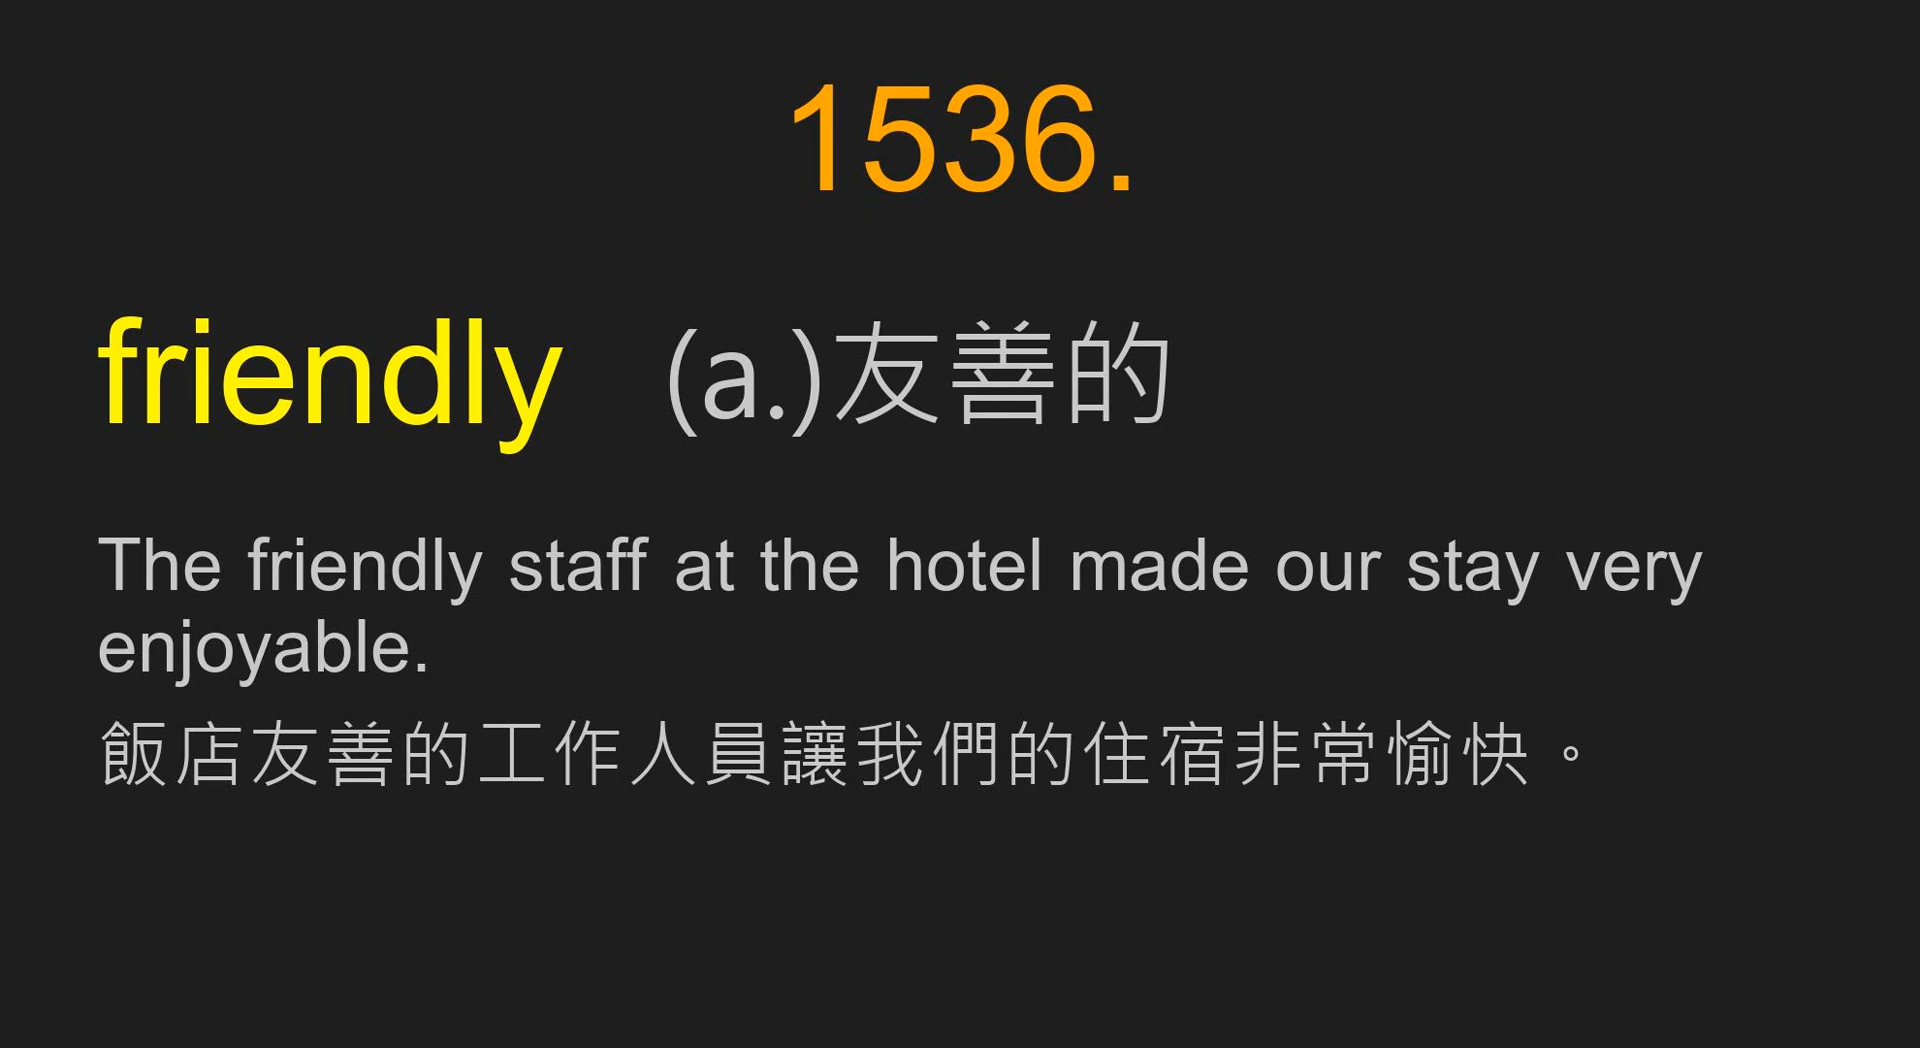 1536.
friendly (a.)友善的
The friendly staff at the hotel made our stay very
enjoyable.
飯店友善的工作人員讓我們的住宿非常愉快。